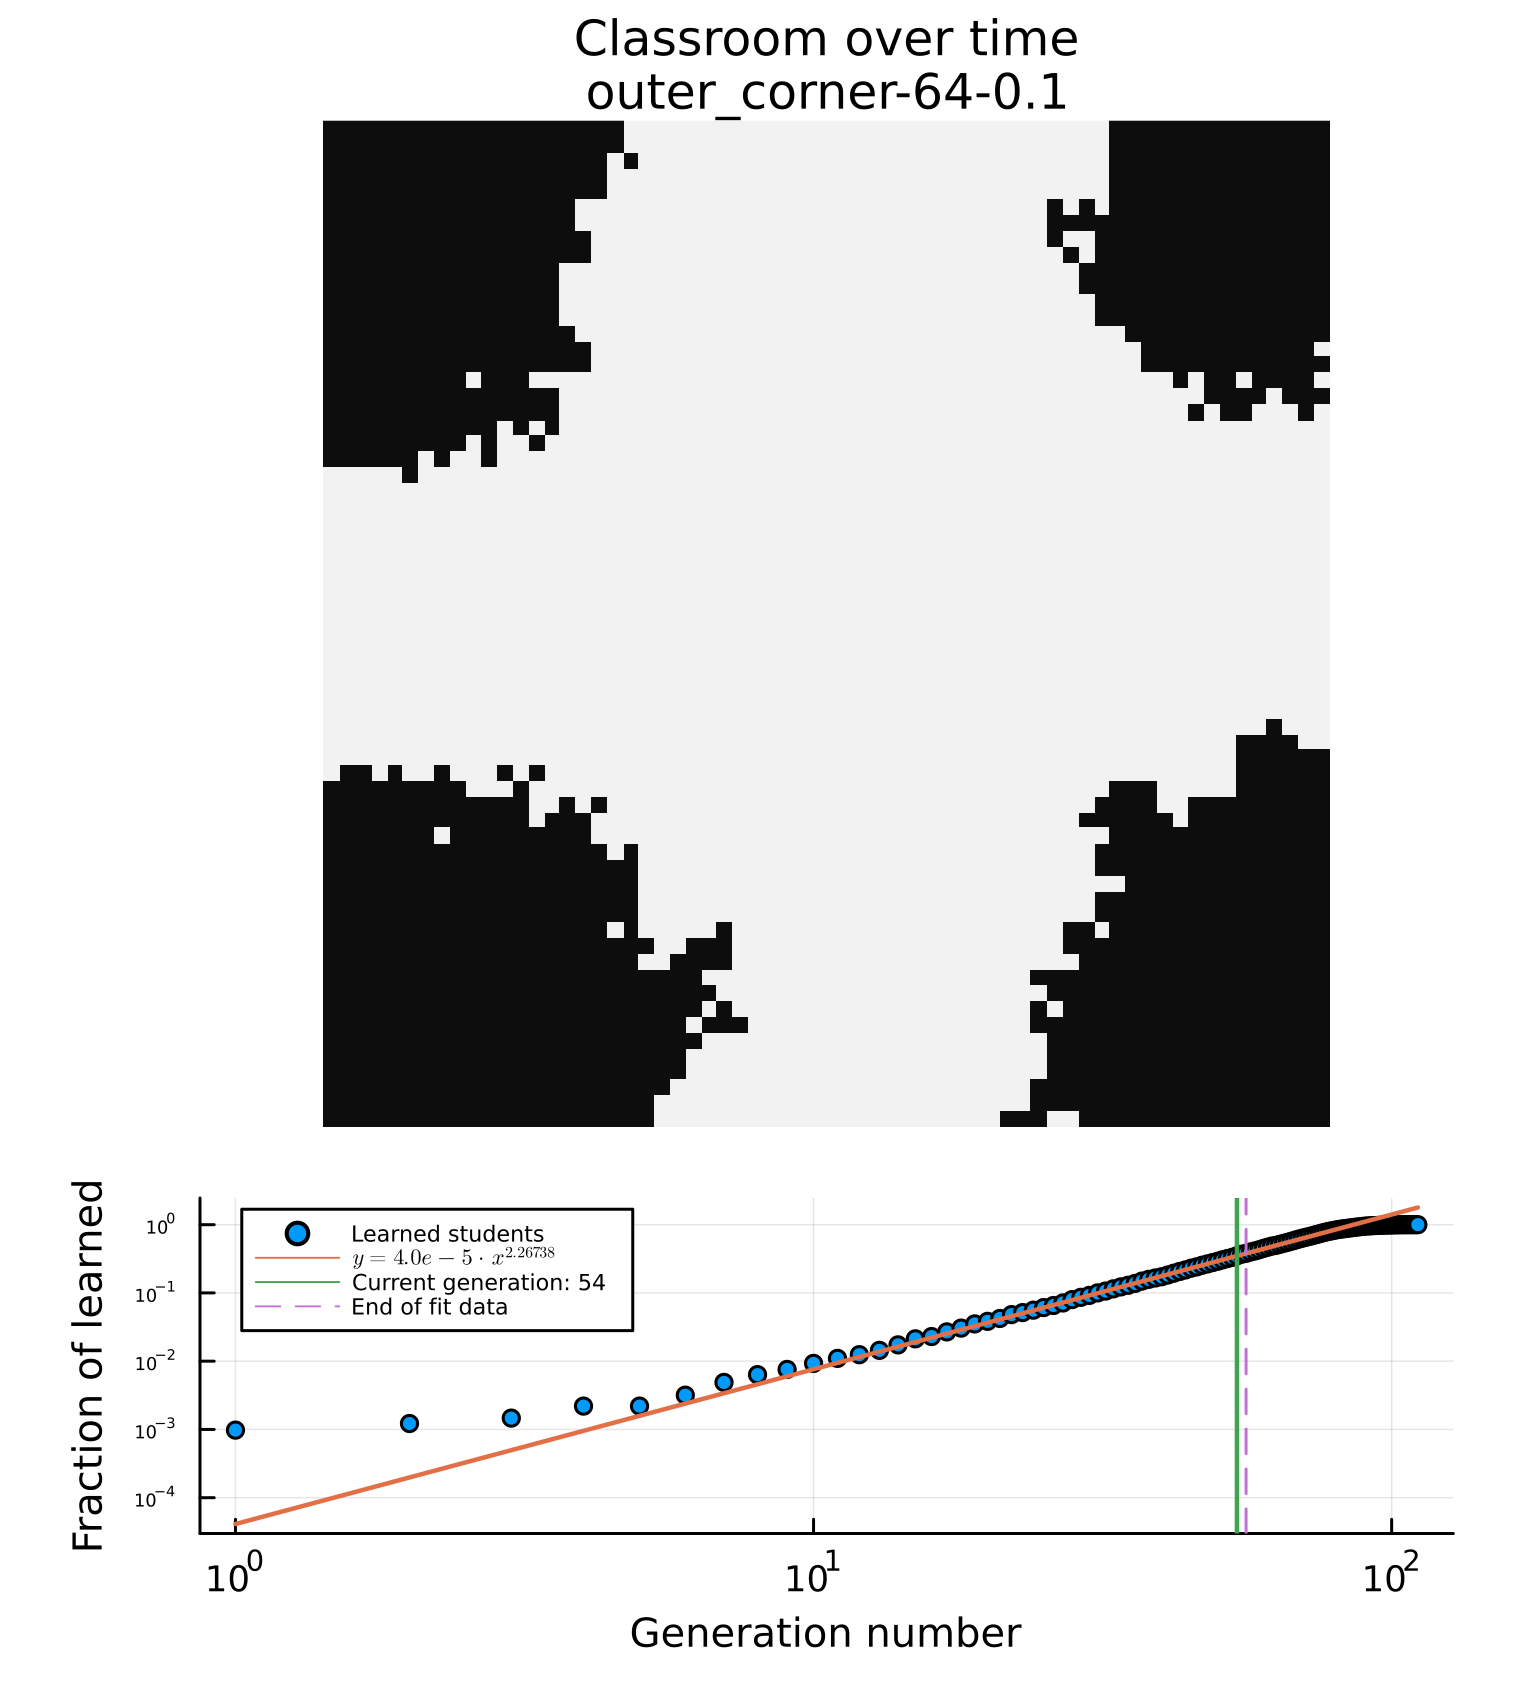 Classroom over time
outer_corner-64-0.1
Fraction of learned
10^0
10^-1
10^-2
10^-3
10^-4
Learned students
y = 4.0e − 5 · x^2.26738
Current generation: 54
End of fit data
10^0 10^1 10^2
Generation number